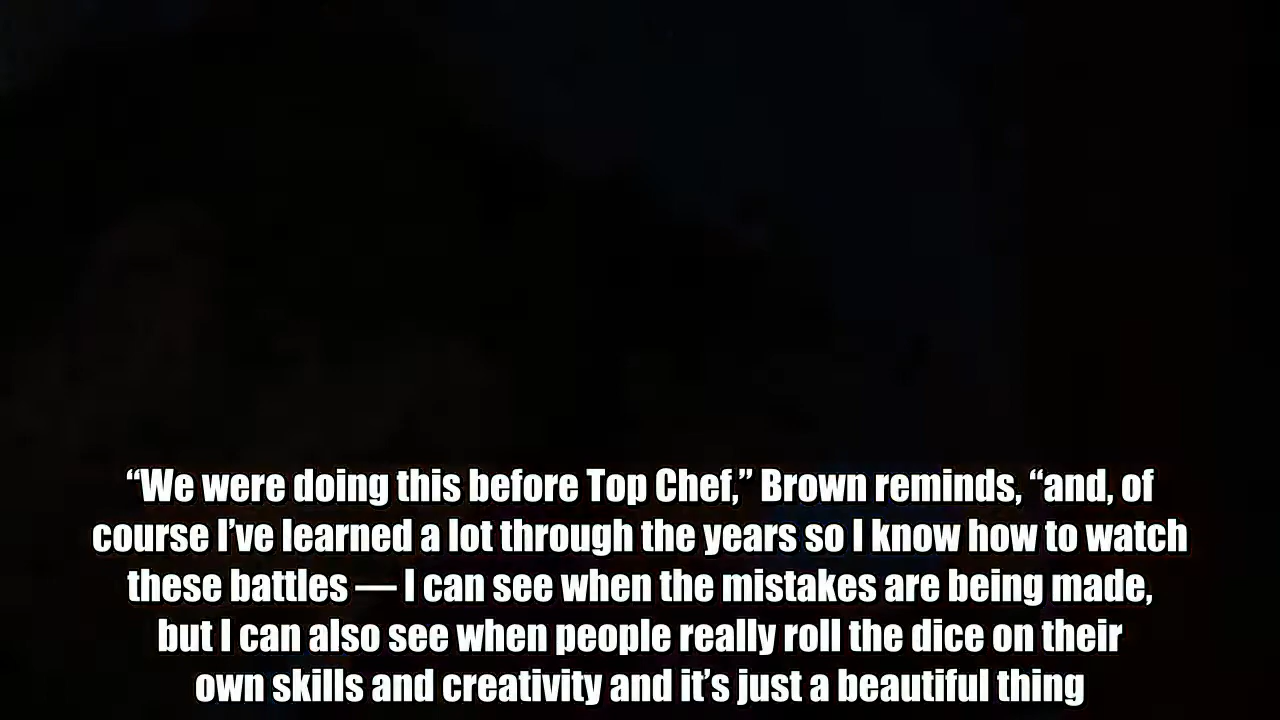 “We were doing this before Top Chef,” Brown reminds, “and, of
course I’ve learned a lot through the years so I know how to watch
these battles — I can see when the mistakes are being made,
but I can also see when people really roll the dice on their
own skills and creativity and it’s just a beautiful thing